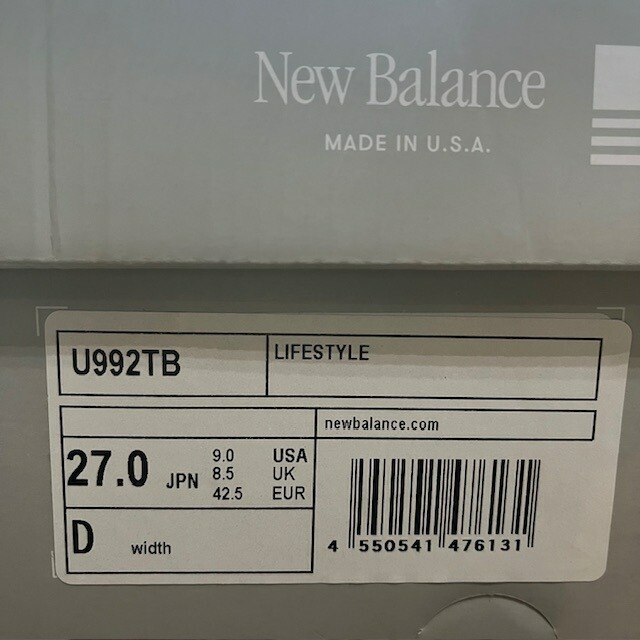 New Balance
MADE IN U.S.A.
U992TB
LIFESTYLE
newbalance.com
27.0 JPN
9.0 USA
8.5 UK
42.5 EUR
D width
4 550541 476131